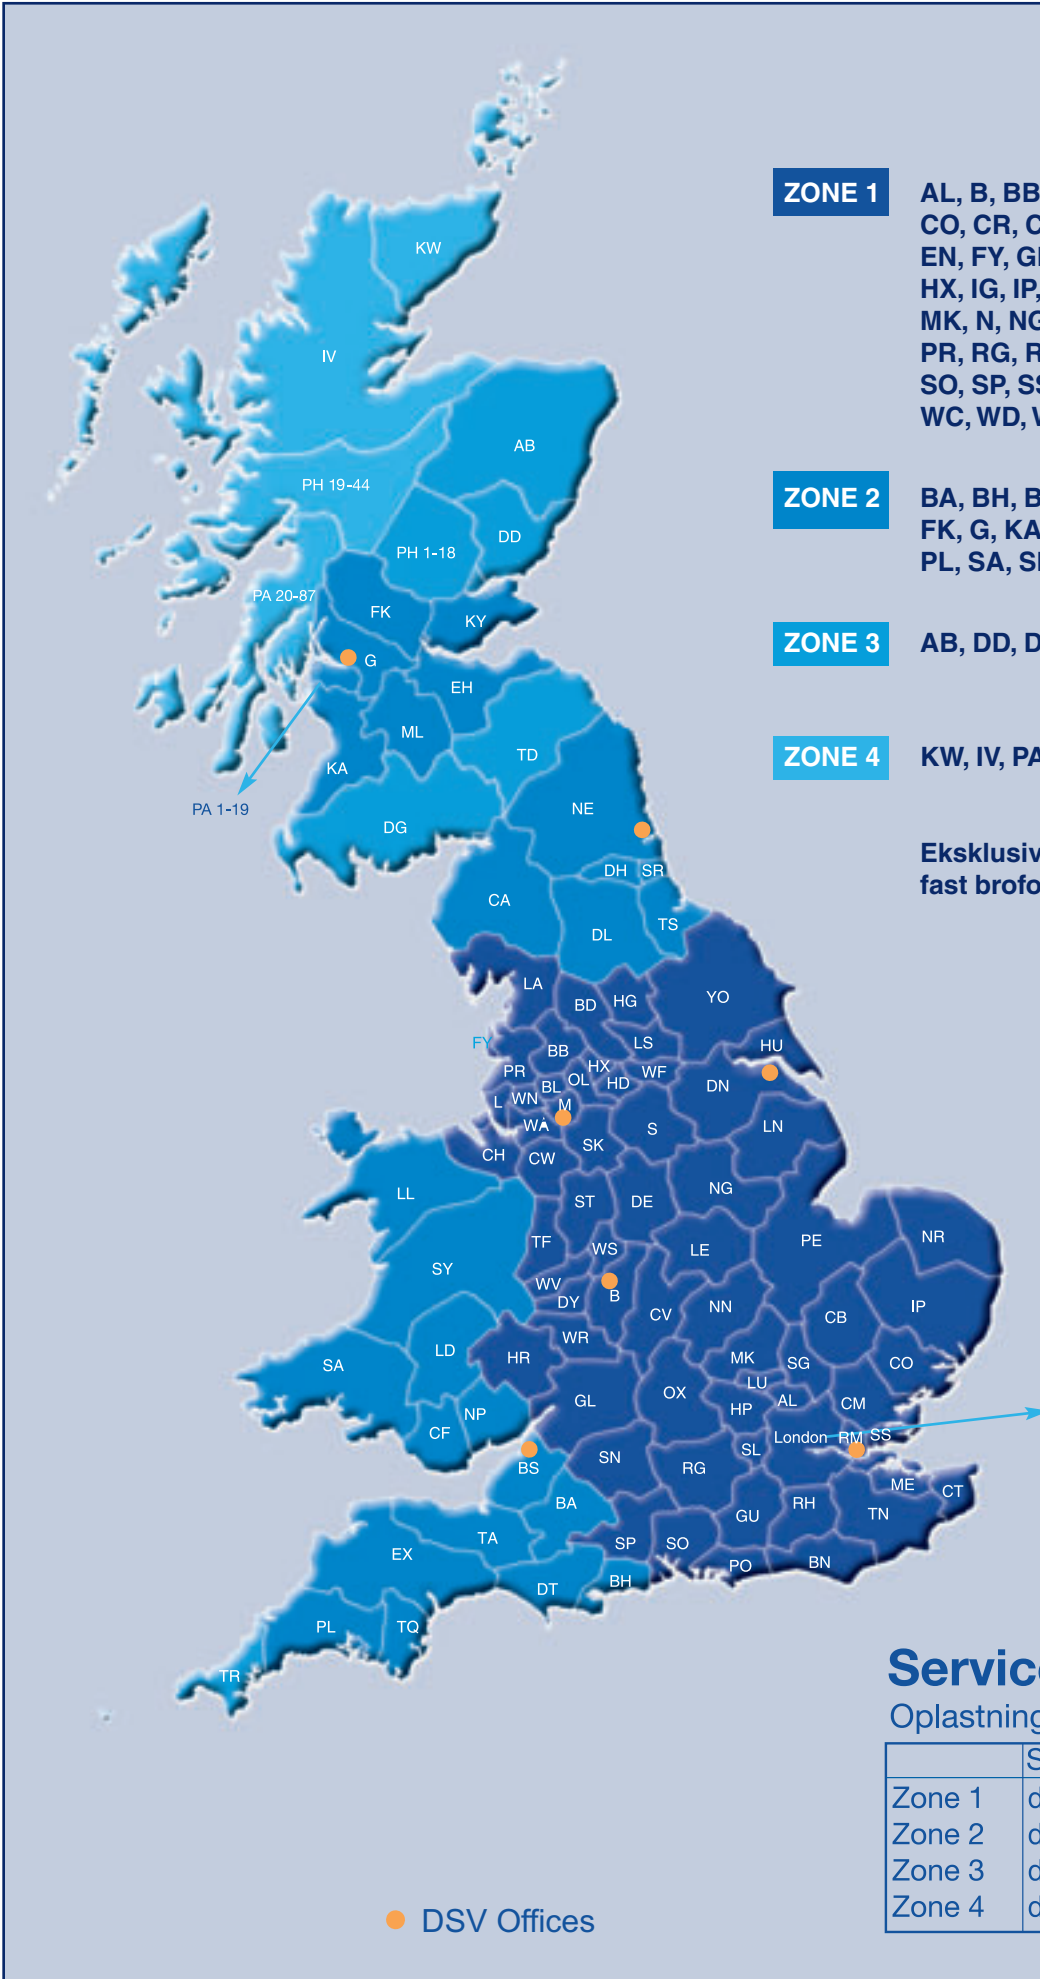 KW
IV
AB
PH 19-44
DD
PH 1-18
PA 20-87
FK
KY
G
EH
ML
TD
KA
PA 1-19
NE
DG
DH
SR
CA
TS
DL
LA
BD
HG
YO
FY
LS
HU
BB
PR
HX
WF
OL
HD
DN
BL
WN
L
M
WA
LN
S
SK
CH
CW
LL
ST
DE
NG
TF
WS
LE
PE
NR
SY
WV
DY
B
CV
NN
CB
IP
WR
LD
HR
MK
SG
CO
SA
LU
OX
GL
HP
AL
CM
NP
CF
London
RM
SS
SL
BS
SN
RG
ME
CT
BA
RH
TN
GU
TA
SP
SO
EX
PO
BN
DT
BH
PL
TQ
TR
ZONE 1
AL, B, BB
CO, CR, C
EN, FY,
HX, IG, IP,
MK, N, NG
PR, RG, R
SO, SP, SS
WC, WD,
ZONE 2
BA, BH, B
FK, G, KA
PL, SA,
ZONE 3
AB, DD, D
ZONE 4
KW, IV, PA
Eksklusiv
fast brofo
Service
Oplastning
S
Zone 1 d
Zone 2 d
Zone 3 d
Zone 4 d
DSV Offices